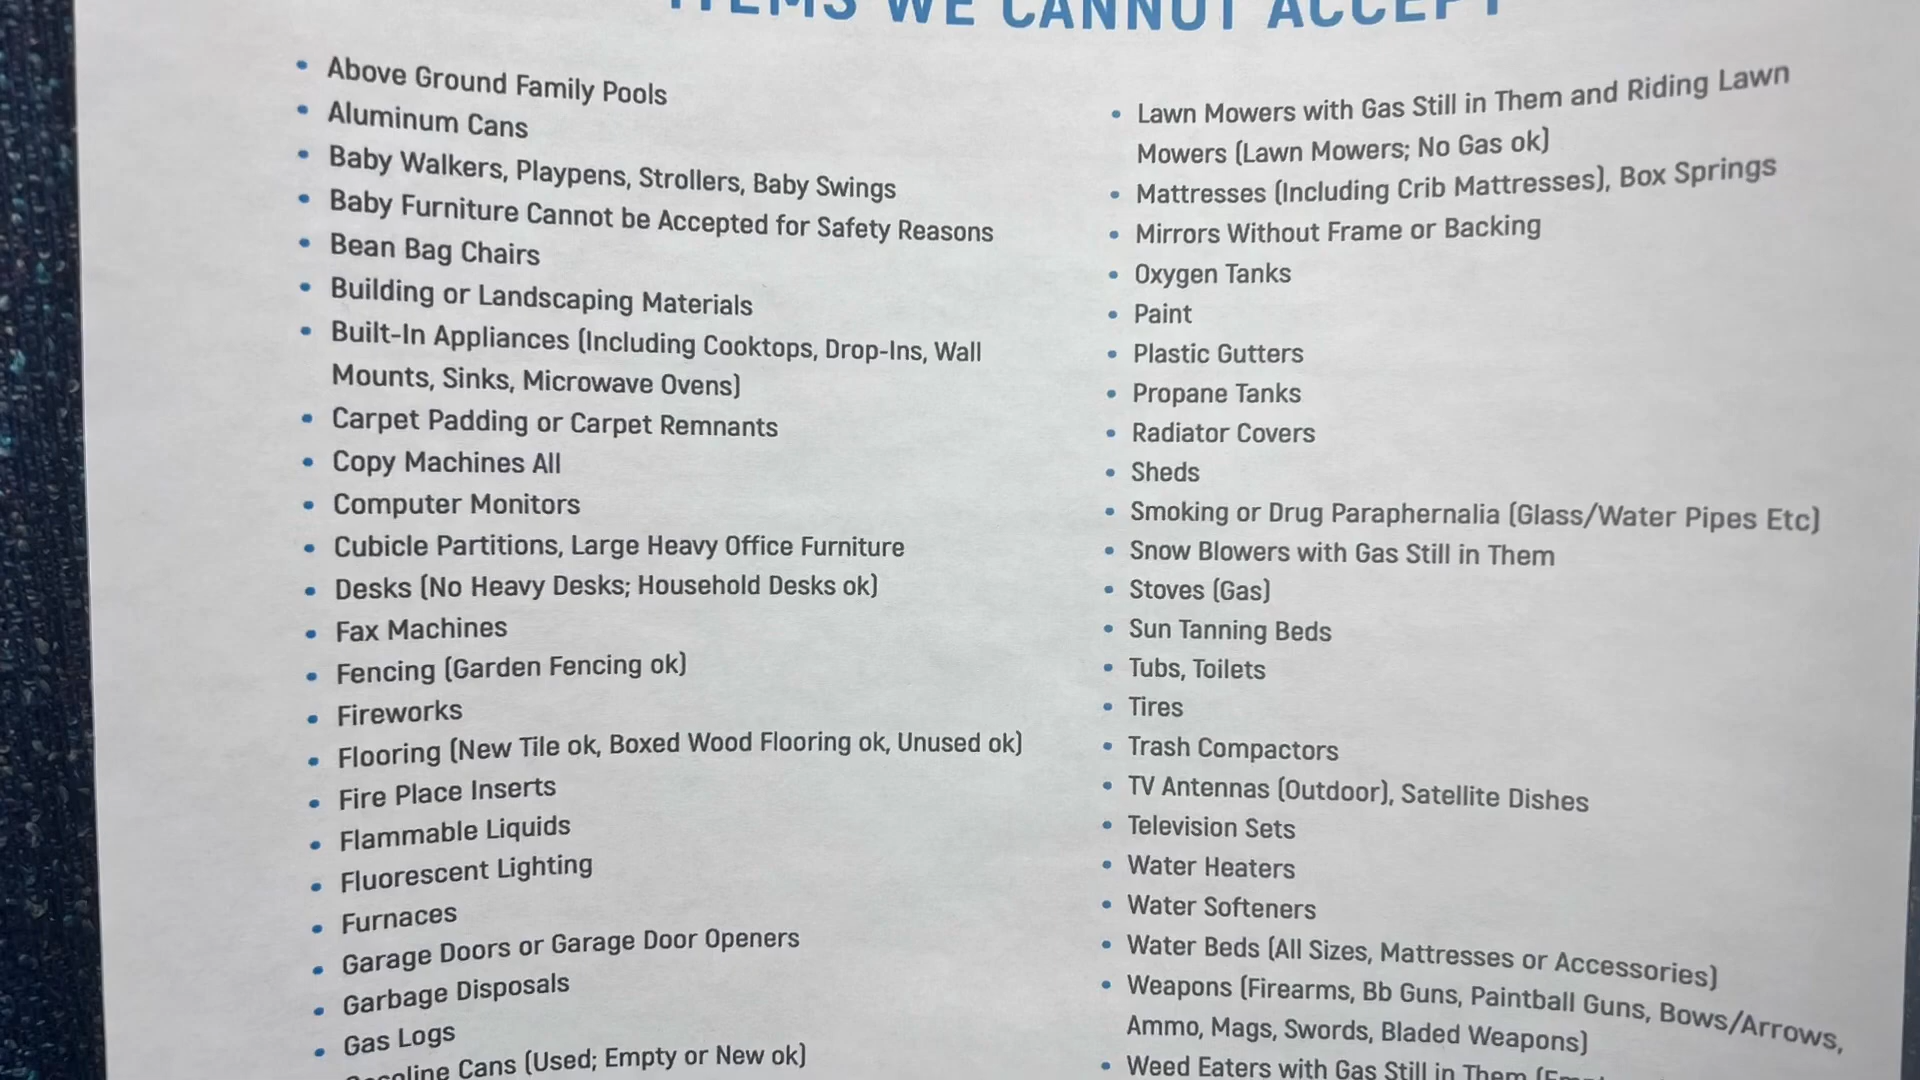 ITEMS WE CANNOT ACCEPT
• Above Ground Family Pools
• Aluminum Cans
• Baby Walkers, Playpens, Strollers, Baby Swings
• Baby Furniture Cannot be Accepted for Safety Reasons
• Bean Bag Chairs
• Building or Landscaping Materials
• Built-In Appliances (Including Cooktops, Drop-Ins, Wall
Mounts, Sinks, Microwave Ovens)
• Carpet Padding or Carpet Remnants
• Copy Machines All
• Computer Monitors
• Cubicle Partitions, Large Heavy Office Furniture
• Desks (No Heavy Desks; Household Desks ok)
• Fax Machines
• Fencing (Garden Fencing ok)
• Fireworks
• Flooring (New Tile ok, Boxed Wood Flooring ok, Unused ok)
• Fire Place Inserts
• Flammable Liquids
• Fluorescent Lighting
• Furnaces
• Garage Doors or Garage Door Openers
• Garbage Disposals
• Gas Logs
Cans (Used; Empty or New ok)
• Lawn Mowers with Gas Still in Them and Riding Lawn
Mowers (Lawn Mowers; No Gas ok)
• Mattresses (Including Crib Mattresses), Box Springs
• Mirrors Without Frame or Backing
• Oxygen Tanks
• Paint
• Plastic Gutters
• Propane Tanks
• Radiator Covers
• Sheds
• Smoking or Drug Paraphernalia (Glass/Water Pipes Etc)
• Snow Blowers with Gas Still in Them
• Stoves (Gas)
• Sun Tanning Beds
• Tubs, Toilets
• Tires
• Trash Compactors
• TV Antennas (Outdoor), Satellite Dishes
• Television Sets
• Water Heaters
• Water Softeners
• Water Beds (All Sizes, Mattresses or Accessories)
• Weapons (Firearms, Bb Guns, Paintball Guns, Bows/Arrows,
Ammo, Mags, Swords, Bladed Weapons)
• Weed Eaters with Gas Still in Them